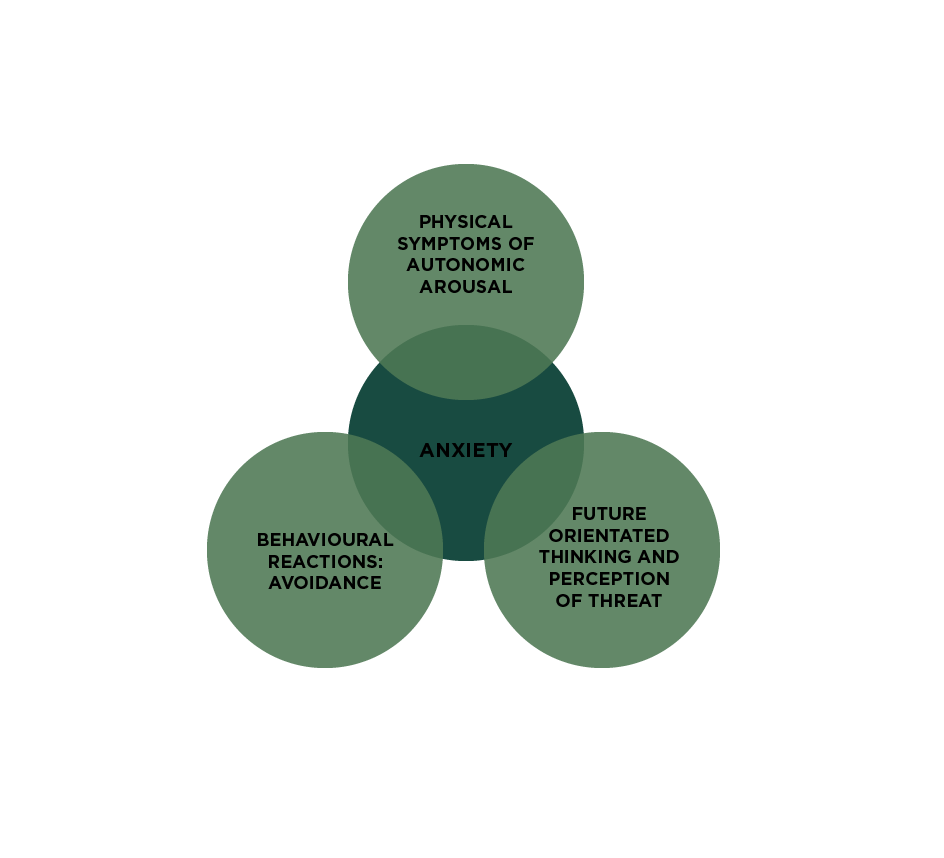 PHYSICAL
SYMPTOMS OF
AUTONOMIC
AROUSAL
ANXIETY
BEHAVIOURAL
REACTIONS:
AVOIDANCE
FUTURE
ORIENTATED
THINKING AND
PERCEPTION
OF THREAT